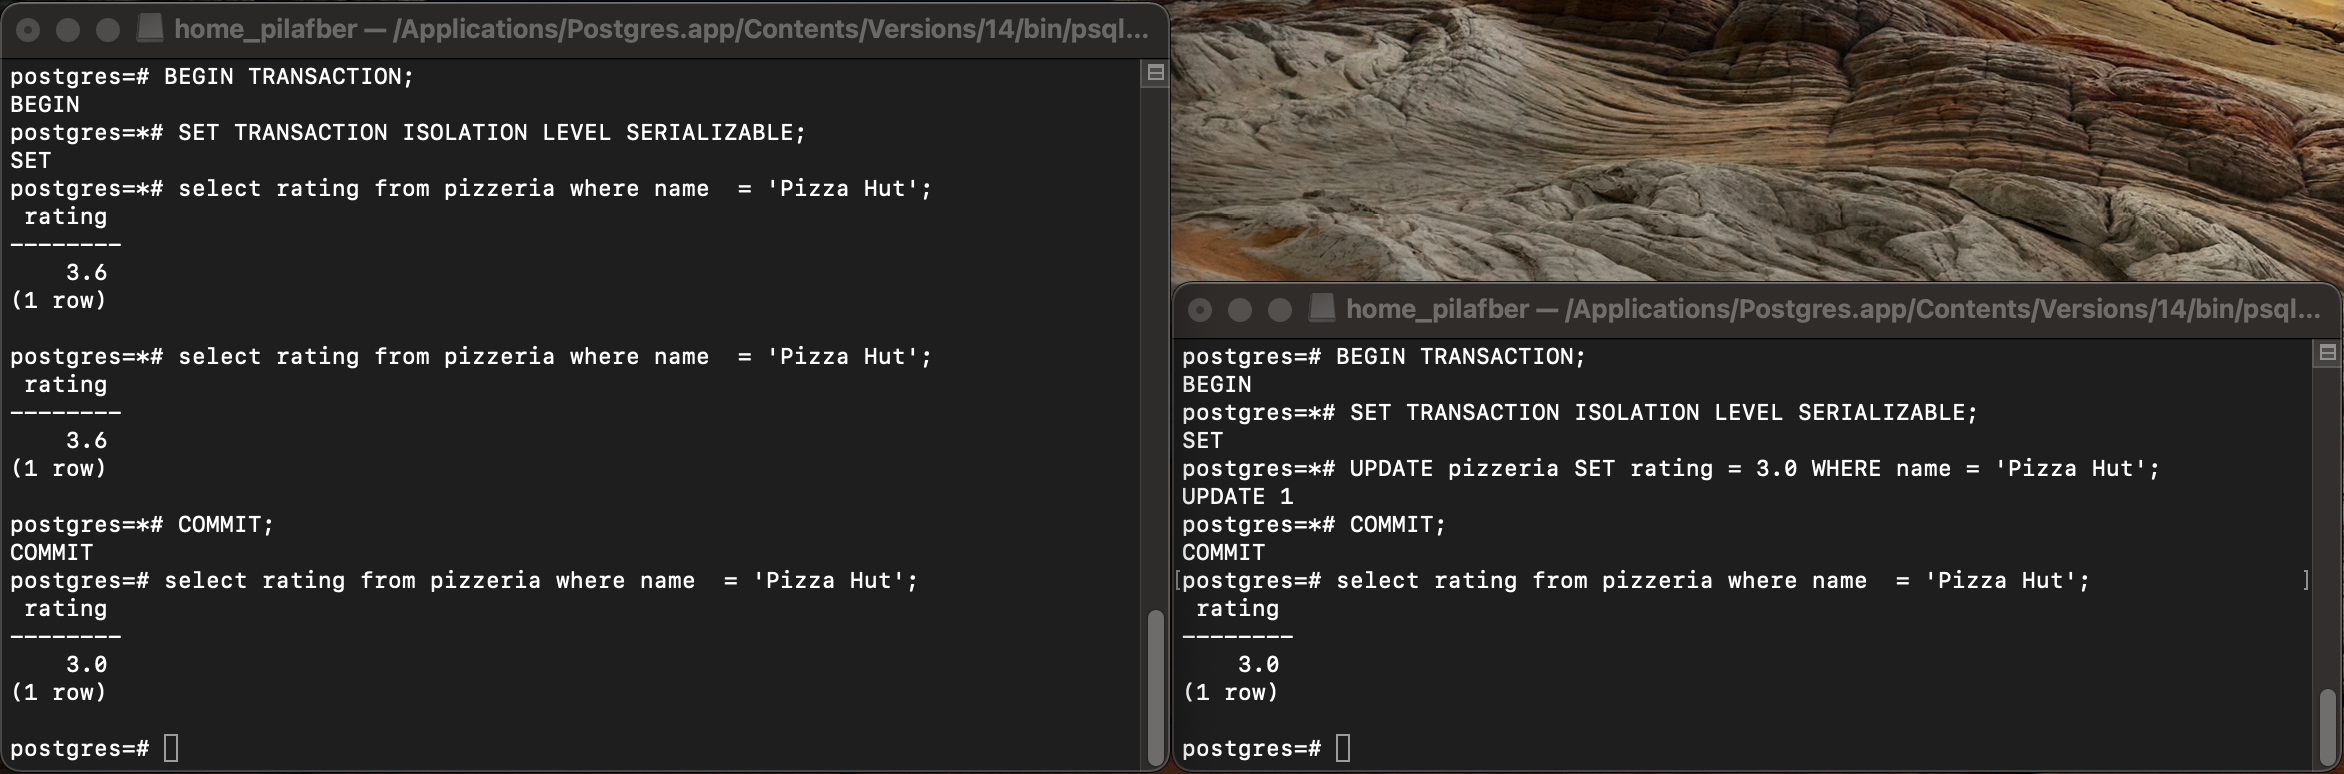 home_pilafber — /Applications/Postgres.app/Contents/Versions/14/bin/psql...
postgres=# BEGIN TRANSACTION;
BEGIN
postgres=*# SET TRANSACTION ISOLATION LEVEL SERIALIZABLE;
SET
postgres=*# select rating from pizzeria where name  = 'Pizza Hut';
 rating
--------
    3.6
(1 row)

postgres=*# select rating from pizzeria where name  = 'Pizza Hut';
 rating
--------
    3.6
(1 row)

postgres=*# COMMIT;
COMMIT
postgres=# select rating from pizzeria where name  = 'Pizza Hut';
 rating
--------
    3.0
(1 row)

postgres=#
home_pilafber — /Applications/Postgres.app/Contents/Versions/14/bin/psql...
postgres=# BEGIN TRANSACTION;
BEGIN
postgres=*# SET TRANSACTION ISOLATION LEVEL SERIALIZABLE;
SET
postgres=*# UPDATE pizzeria SET rating = 3.0 WHERE name = 'Pizza Hut';
UPDATE 1
postgres=*# COMMIT;
COMMIT
[postgres=# select rating from pizzeria where name  = 'Pizza Hut'; ]
 rating
--------
    3.0
(1 row)

postgres=#